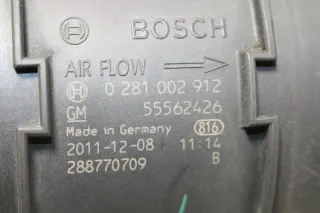 BOSCH
AIR FLOW
0 281 002 912
GM 55562426
Made in Germany 816
2011-12-08 11:14
288770709 B